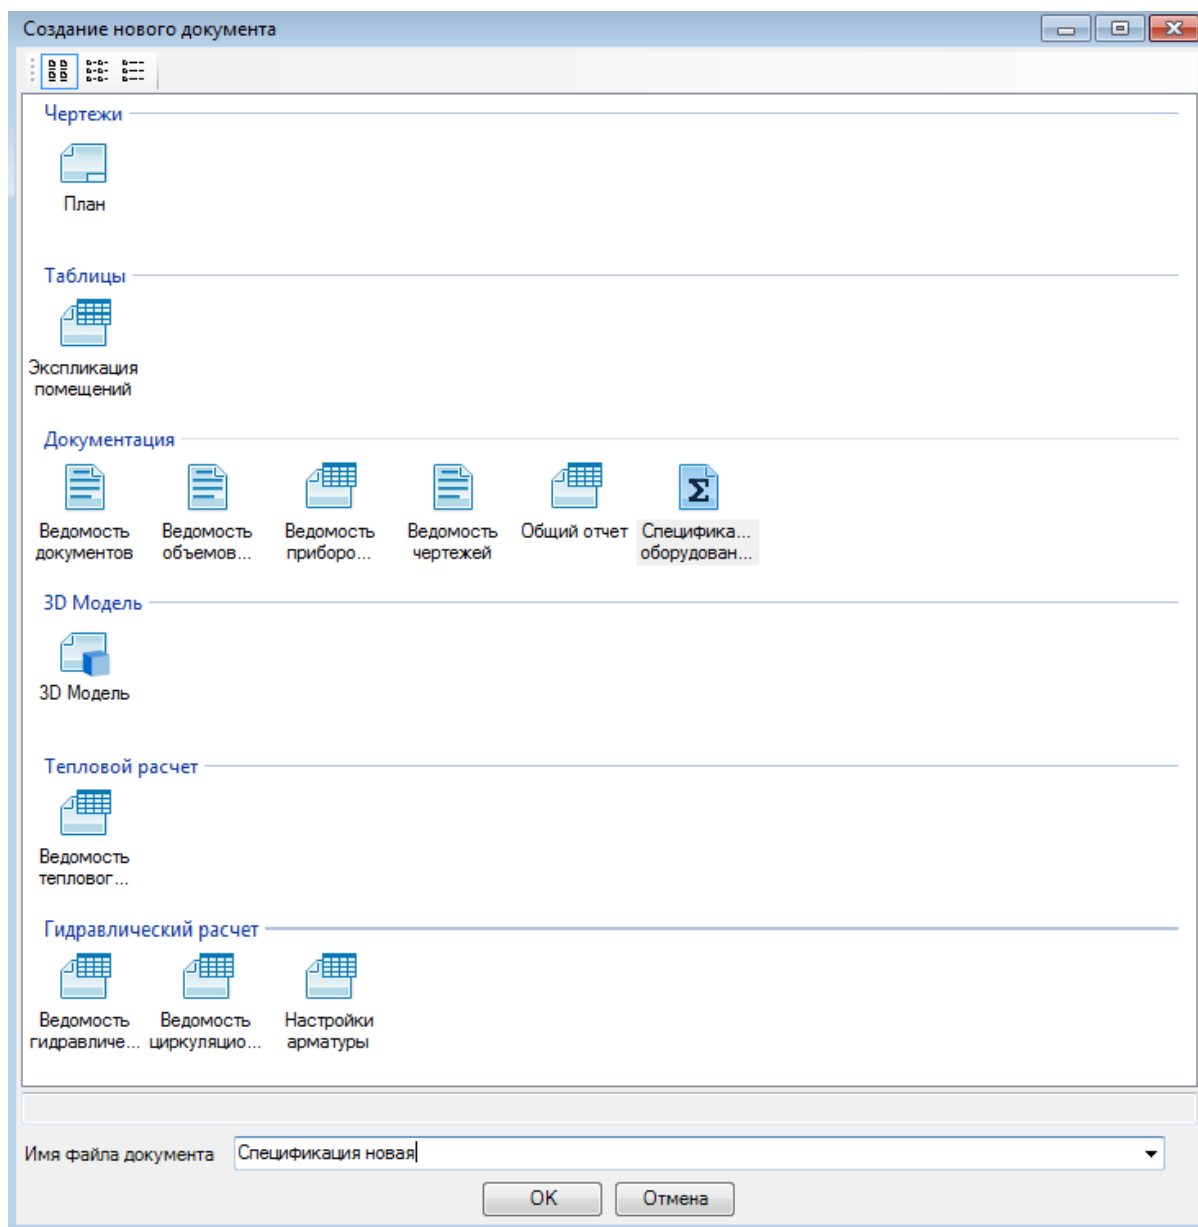 Создание нового документа
Чертежи
План
Таблицы
Экспликация
помещений
Документация
Ведомость
документов
Ведомость
объемов...
Ведомость
приборо...
Ведомость
чертежей
Общий отчет
Σ
Специфика...
оборудован...
3D Модель
3D Модель
Тепловой расчет
Ведомость
тепловог...
Гидравлический расчет
Ведомость
гидравличе...
Ведомость
циркуляцио...
Настройки
арматуры
Имя файла документа Спецификация новая
OK Отмена